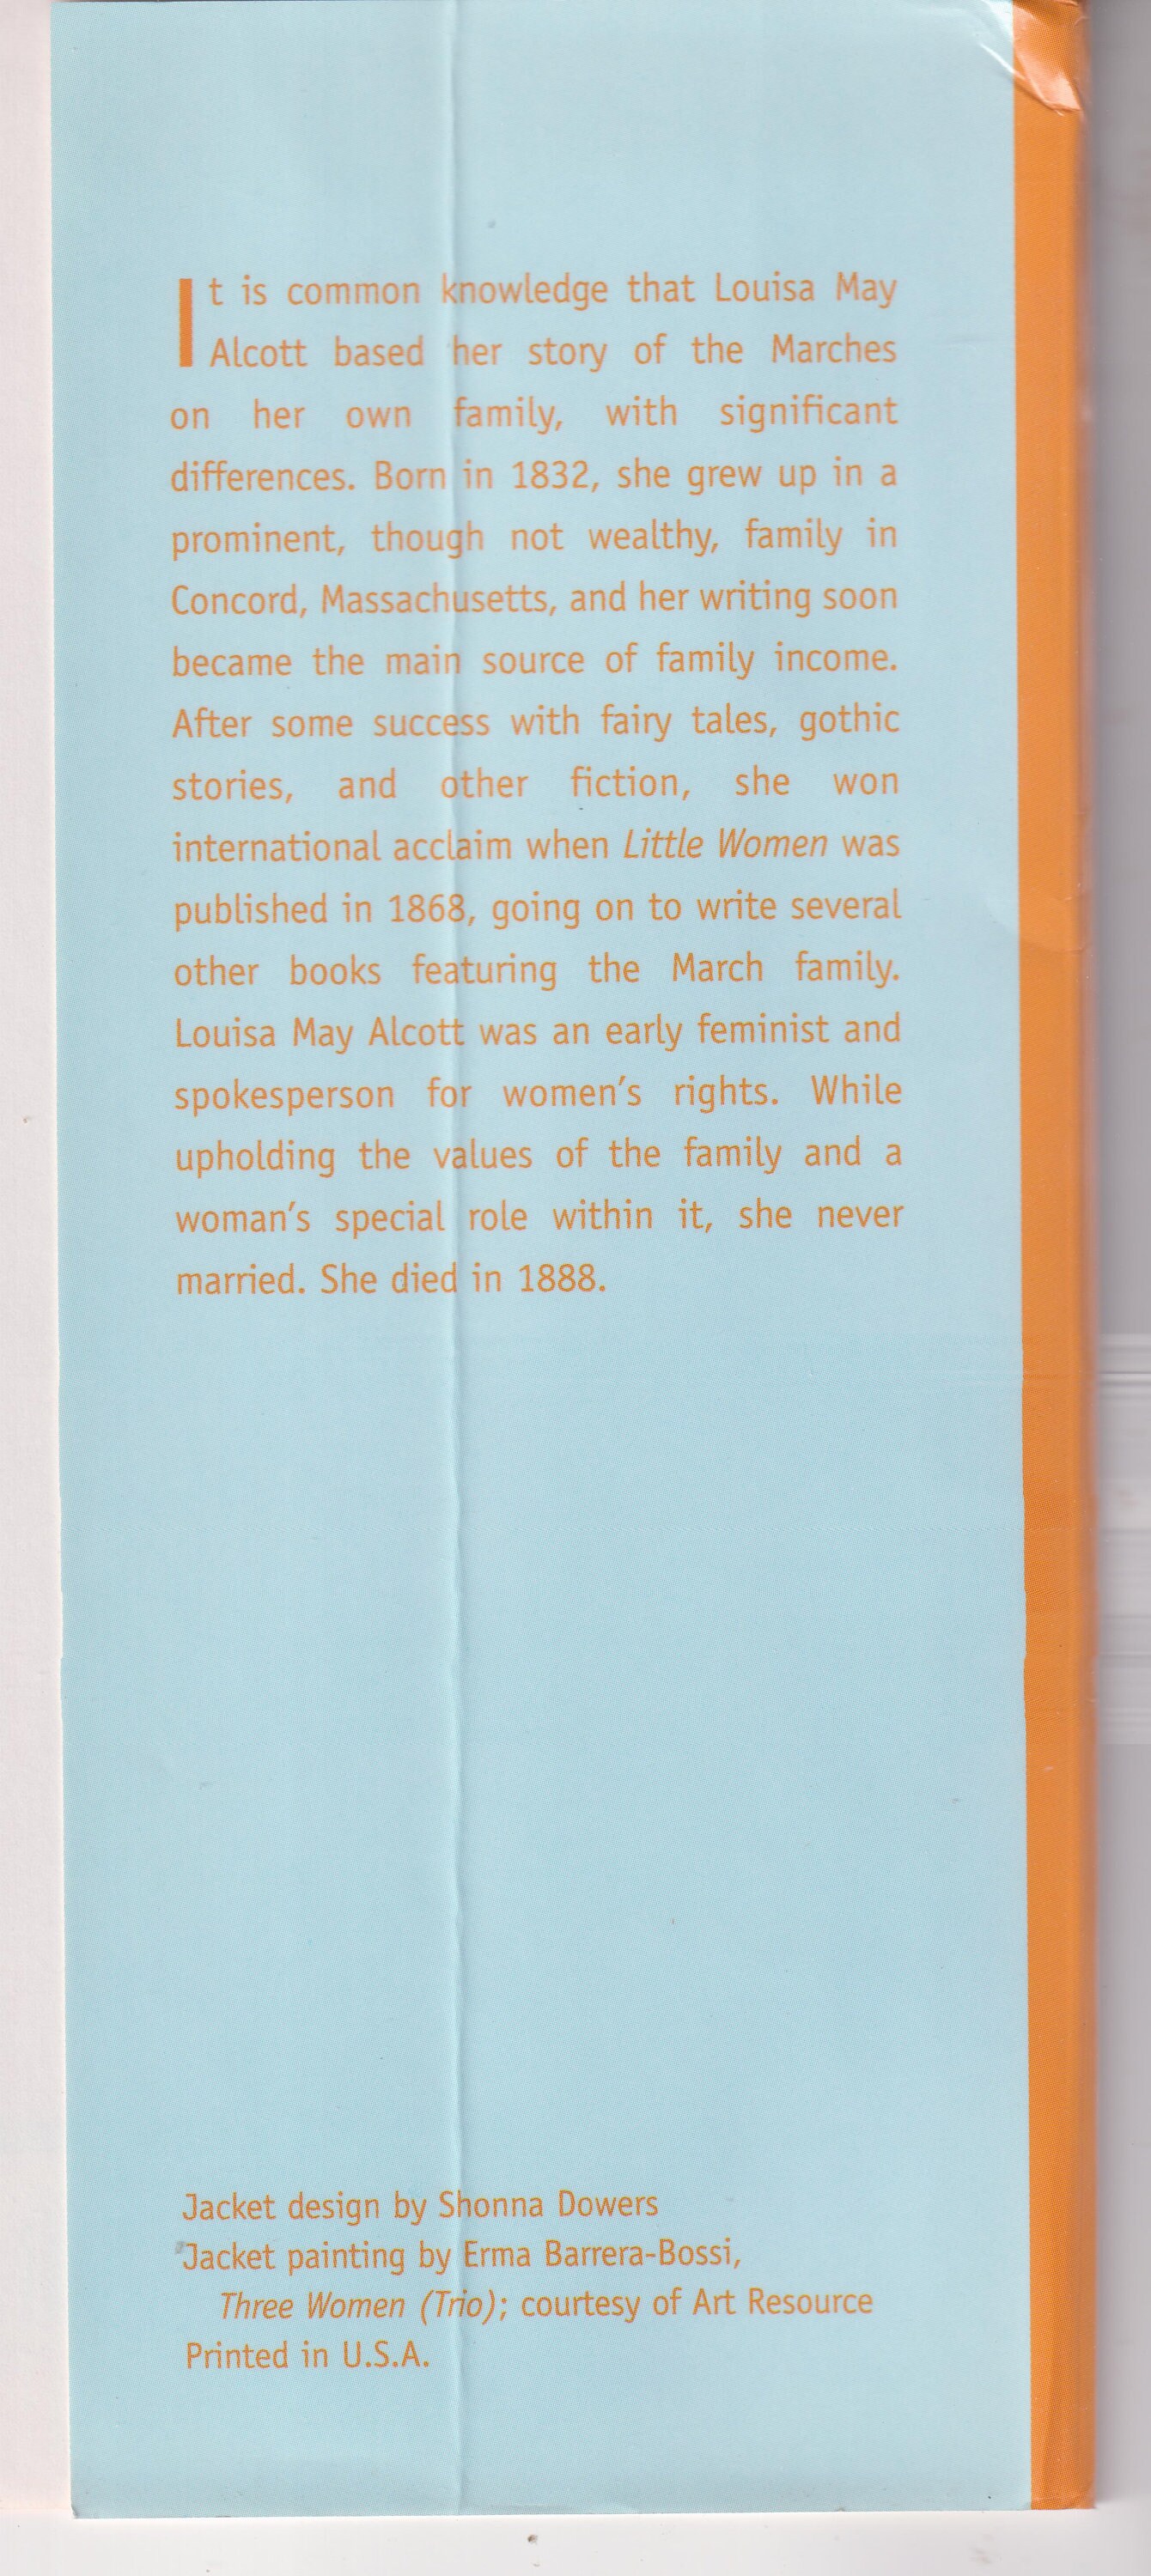 It is common knowledge that Louisa May
Alcott based her story of the Marches
on her own family, with significant
differences. Born in 1832, she grew up in a
prominent, though not wealthy, family in
Concord, Massachusetts, and her writing soon
became the main source of family income.
After some success with fairy tales, gothic
stories, and other fiction, she won
international acclaim when Little Women was
published in 1868, going on to write several
other books featuring the March family.
Louisa May Alcott was an early feminist and
spokesperson for women's rights. While
upholding the values of the family and a
woman's special role within it, she never
married. She died in 1888.
Jacket design by Shonna Dowers
Jacket painting by Erma Barrera-Bossi,
Three Women (Trio); courtesy of Art Resource
Printed in U.S.A.